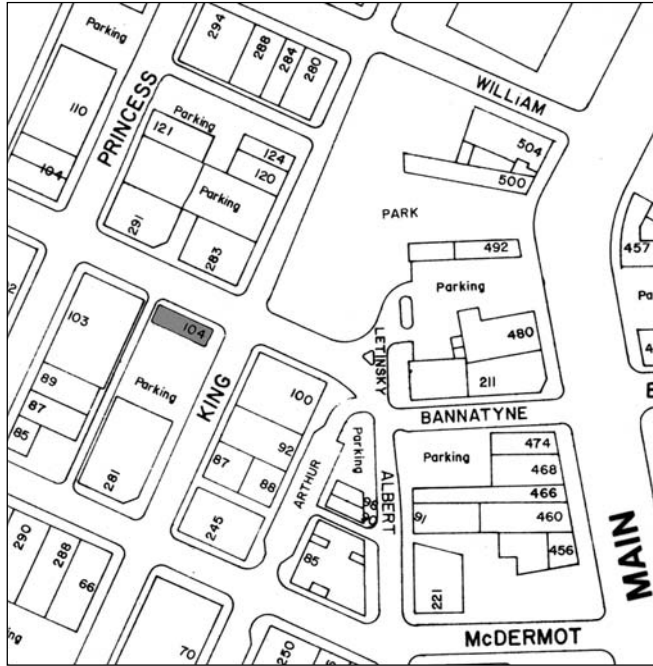 Parking
294
288
284
280
WILLIAM
110
PRINCESS
Parking
121
124
120
104
Parking
504
500
PARK
291
283
492
457
Parking
Pa
103
104
LETINSKY
480
89
Parking
KING
100
211
87
BANNATYNE
85
92
Parking
474
Parking
468
281
87
88
ARTHUR
ALBERT
466
245
91
460
290
288
85
456
66
MAIN
221
70
McDERMOT
250